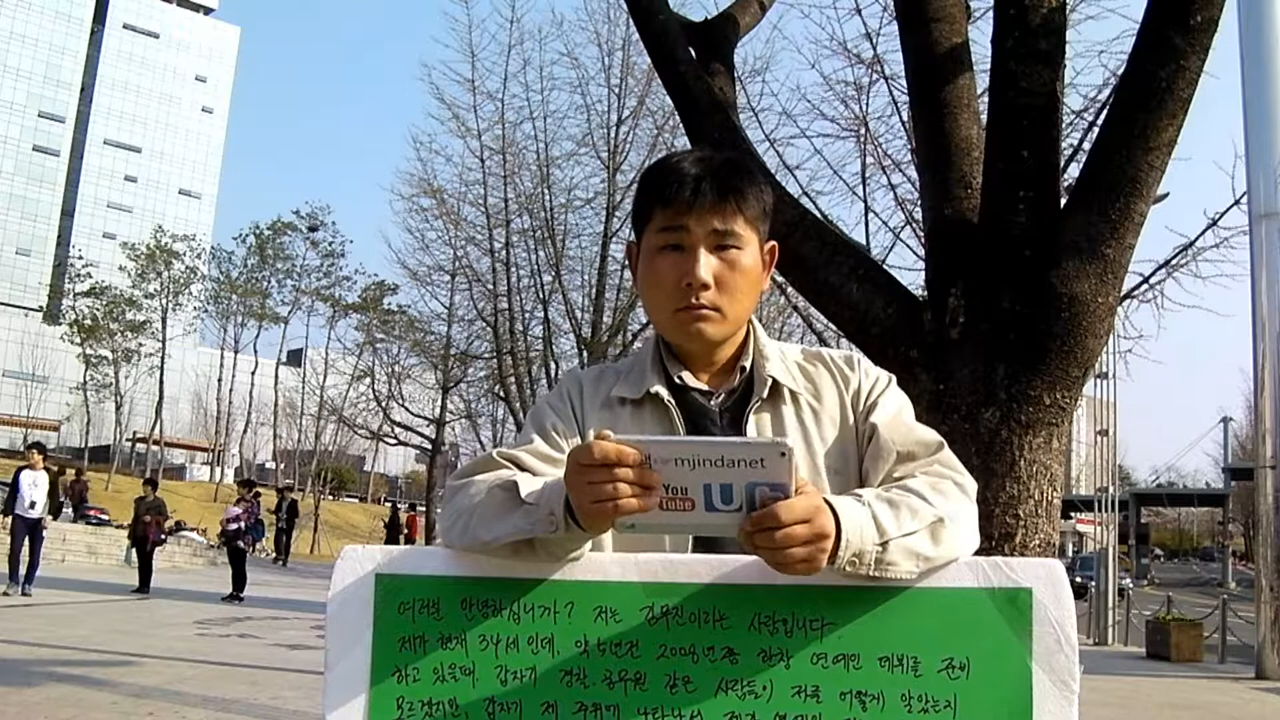 mjindanet
You
Tube
여러분 안녕하십니까? 저는 김무진이라는 사람입니다
제가 현재 34세 인데, 약 5년전 2008년쯤 한창 연예인 데뷔를 준비
하고 있을때. 갑자기 경찰.공무원 같은 사람들이 저를 어떻게 알았는지
모르겠지만, 갑자기 제 주위에 나타나서